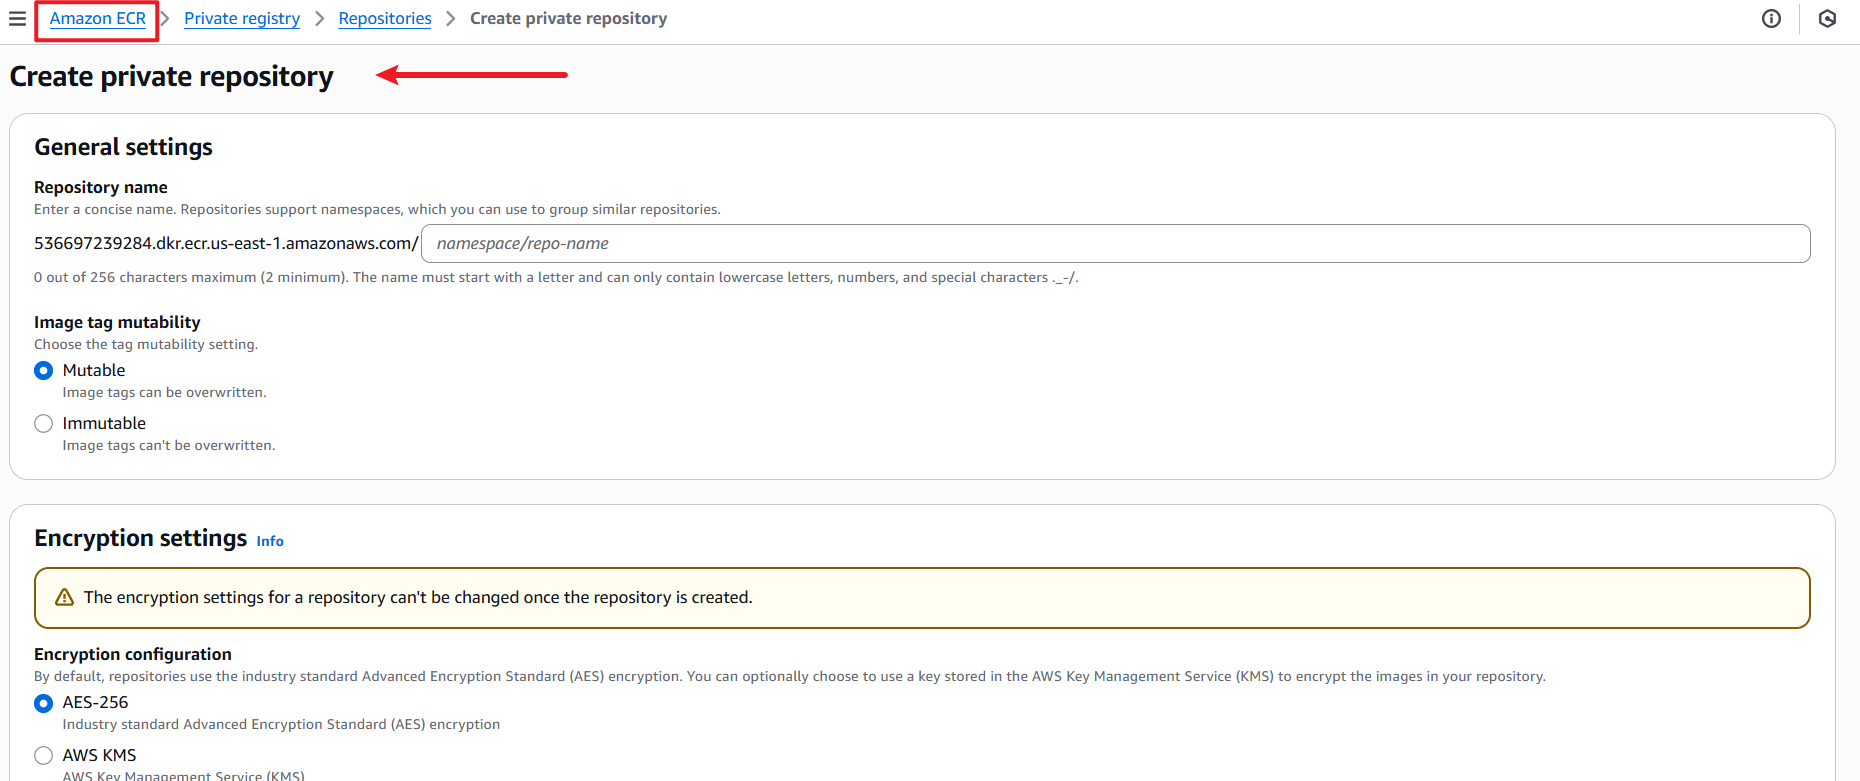 Amazon ECR > Private registry > Repositories > Create private repository
Create private repository
General settings
Repository name
Enter a concise name. Repositories support namespaces, which you can use to group similar repositories.
536697239284.dkr.ecr.us-east-1.amazonaws.com/ namespace/repo-name
0 out of 256 characters maximum (2 minimum). The name must start with a letter and can only contain lowercase letters, numbers, and special characters ._-/.
Image tag mutability
Choose the tag mutability setting.
Mutable
Image tags can be overwritten.
Immutable
Image tags can't be overwritten.
Encryption settings Info
The encryption settings for a repository can't be changed once the repository is created.
Encryption configuration
By default, repositories use the industry standard Advanced Encryption Standard (AES) encryption. You can optionally choose to use a key stored in the AWS Key Management Service (KMS) to encrypt the images in your repository.
AES-256
Industry standard Advanced Encryption Standard (AES) encryption
AWS KMS
AWS Key Management Service (KMS)